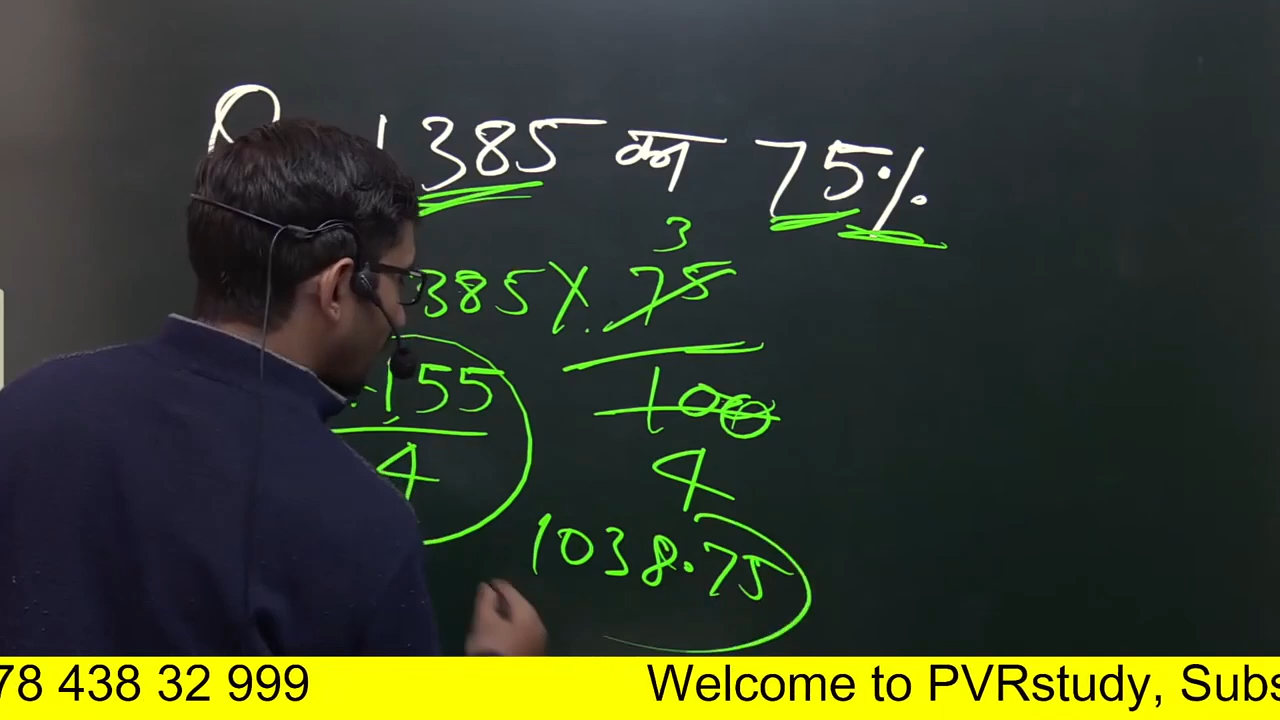 Q 1385 का 75%
385 × 75
3
100
4
155
4
1038.75
78 438 32 999 Welcome to PVRstudy, Subs